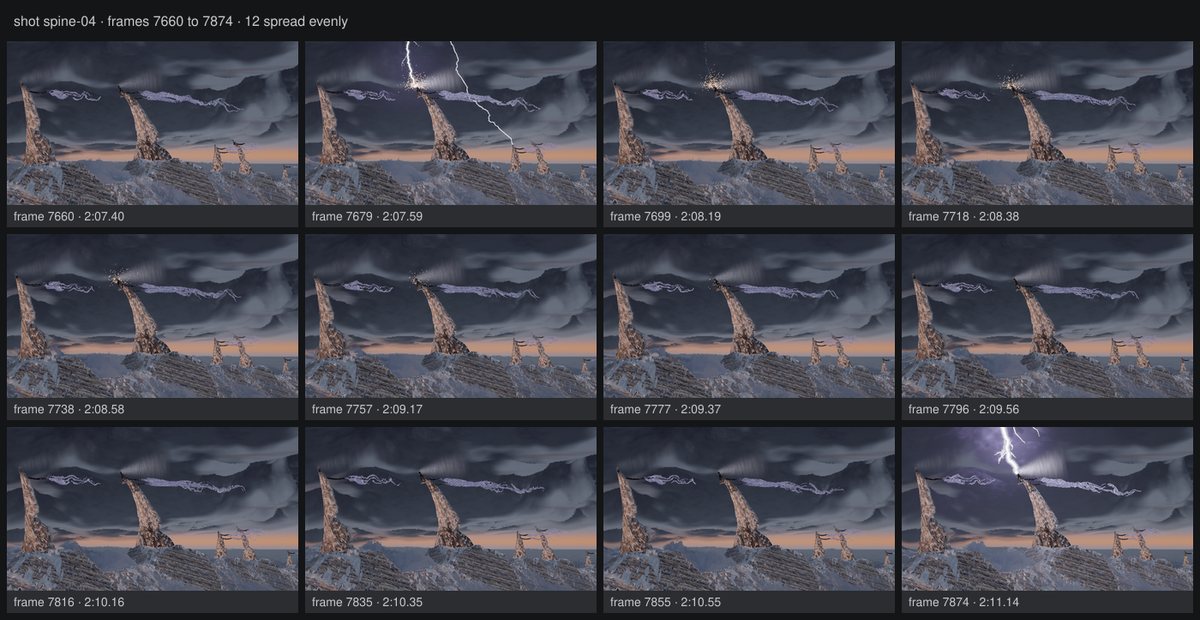 shot spine-04 · frames 7660 to 7874 · 12 spread evenly
frame 7660 · 2:07.40
frame 7679 · 2:07.59
frame 7699 · 2:08.19
frame 7718 · 2:08.38
frame 7738 · 2:08.58
frame 7757 · 2:09.17
frame 7777 · 2:09.37
frame 7796 · 2:09.56
frame 7816 · 2:10.16
frame 7835 · 2:10.35
frame 7855 · 2:10.55
frame 7874 · 2:11.14